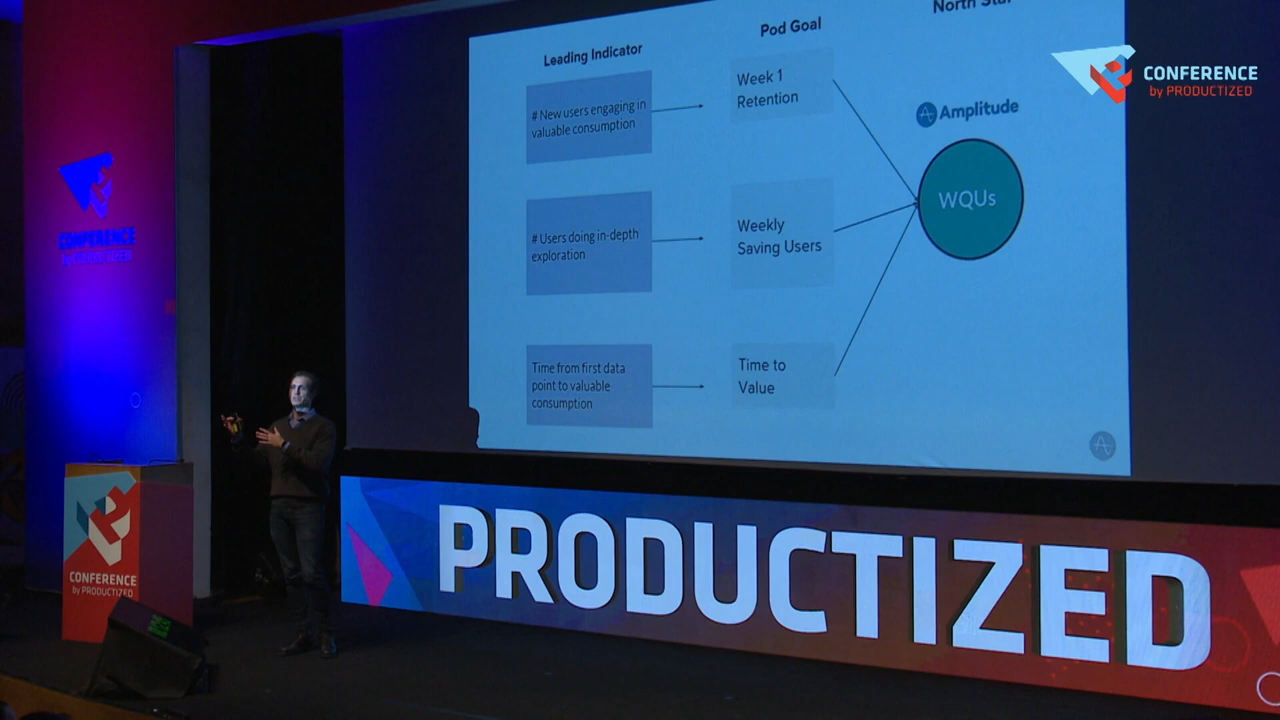 Leading Indicator
Pod Goal
North Star
# New users engaging in
valuable consumption
Week 1
Retention
Amplitude
WQUs
# Users doing in-depth
exploration
Weekly
Saving Users
Time from first data
point to valuable
consumption
Time to
Value
CONFERENCE
by PRODUCTIZED
CONFERENCE
by PRODUCTIZED
CONFERENCE
by PRODUCTIZED
PRODUCTIZED